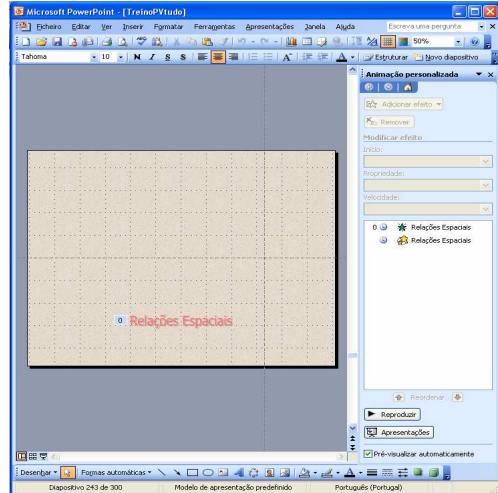 Microsoft PowerPoint - [TreinoPVtudo]
Ficheiro Editar Ver Inserir Formatar Ferramentas Apresentações Janela Ajuda Escreva uma pergunta
50%
Tahoma 10 N I S S A A Estruturar Novo diapositivo
Animação personalizada
Adicionar efeito
Remover
Modificar efeito
Início:
Propriedade:
Velocidade:
0 Relações Espaciais
Relações Espaciais
0 Relações Espaciais
Reordenar
Reproduzir
Apresentações
Pré-visualizar automaticamente
Desenhar Formas automáticas
Diapositivo 243 de 300 Modelo de apresentação predefinido Português (Portugal)